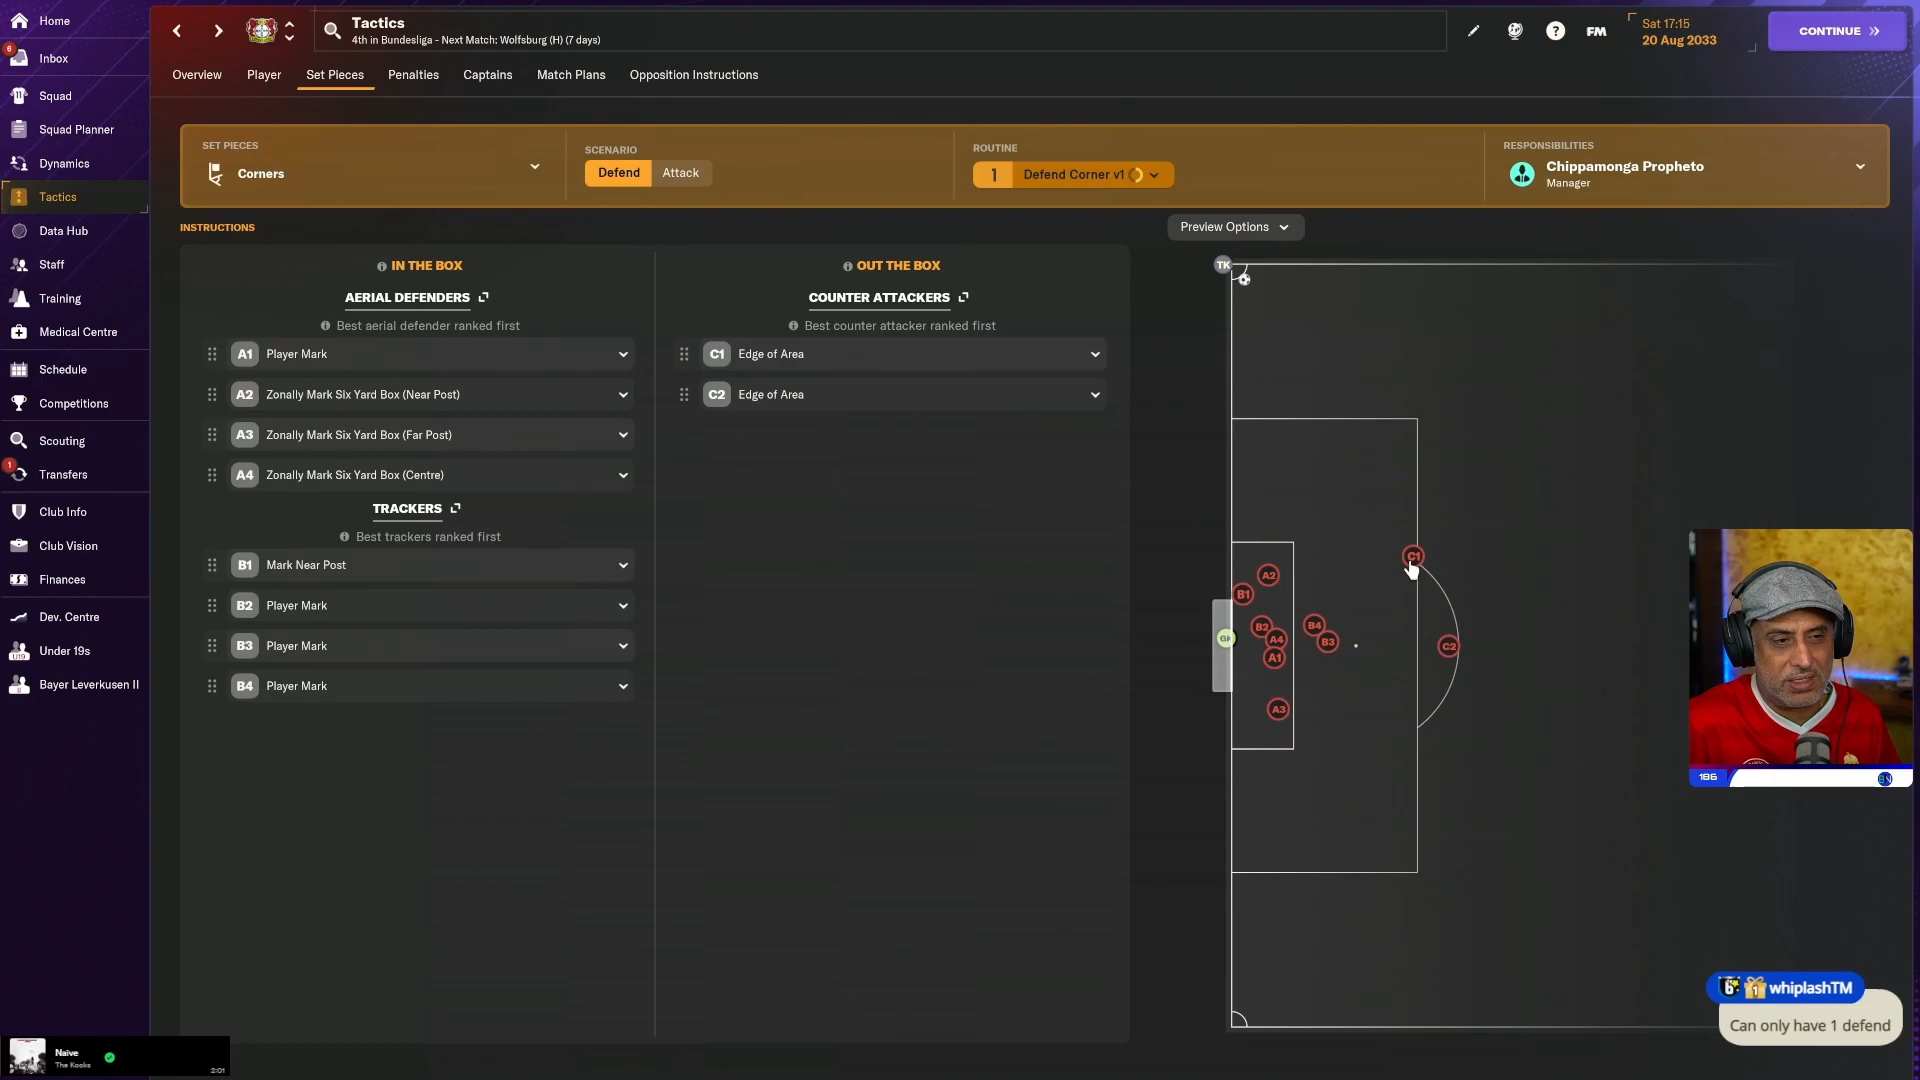 Home
6
Inbox
Squad
Squad Planner
Dynamics
Tactics
Data Hub
Staff
Training
Medical Centre
Schedule
Competitions
Scouting
1
Transfers
Club Info
Club Vision
Finances
Dev. Centre
U19
Under 19s
Bayer Leverkusen II
Tactics
4th in Bundesliga - Next Match: Wolfsburg (H) (7 days)
FM
Sat 17:15
20 Aug 2033
CONTINUE
Overview
Player
Set Pieces
Penalties
Captains
Match Plans
Opposition Instructions
SET PIECES
Corners
SCENARIO
Defend
Attack
ROUTINE
1
Defend Corner v1
RESPONSIBILITIES
Chippamonga Propheto
Manager
INSTRUCTIONS
Preview Options
IN THE BOX
AERIAL DEFENDERS
Best aerial defender ranked first
A1 Player Mark
A2 Zonally Mark Six Yard Box (Near Post)
A3 Zonally Mark Six Yard Box (Far Post)
A4 Zonally Mark Six Yard Box (Centre)
TRACKERS
Best trackers ranked first
B1 Mark Near Post
B2 Player Mark
B3 Player Mark
B4 Player Mark
OUT THE BOX
COUNTER ATTACKERS
Best counter attacker ranked first
C1 Edge of Area
C2 Edge of Area
TK
C1
A2
B1
B2
B4
GK
A4
B3
C2
A1
A3
186
whiplashTM
Can only have 1 defend
Naive
The Kooks
2:01